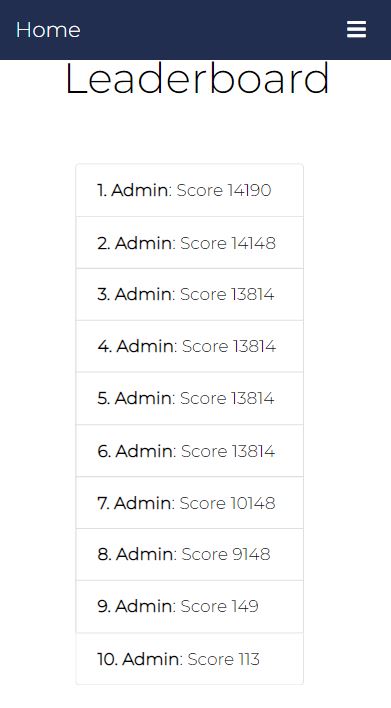 Home
Leaderboard
1. Admin: Score 14190
2. Admin: Score 14148
3. Admin: Score 13814
4. Admin: Score 13814
5. Admin: Score 13814
6. Admin: Score 13814
7. Admin: Score 10148
8. Admin: Score 9148
9. Admin: Score 149
10. Admin: Score 113